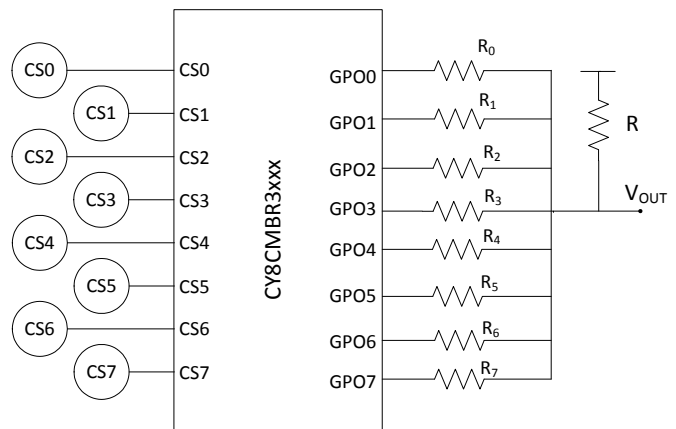 CS0
CS1
CS2
CS3
CS4
CS5
CS6
CS7
CS0
CS1
CS2
CS3
CS4
CS5
CS6
CS7
CY8CMBR3xxx
GPO0
GPO1
GPO2
GPO3
GPO4
GPO5
GPO6
GPO7
R0
R1
R2
R3
R4
R5
R6
R7
R
VOUT